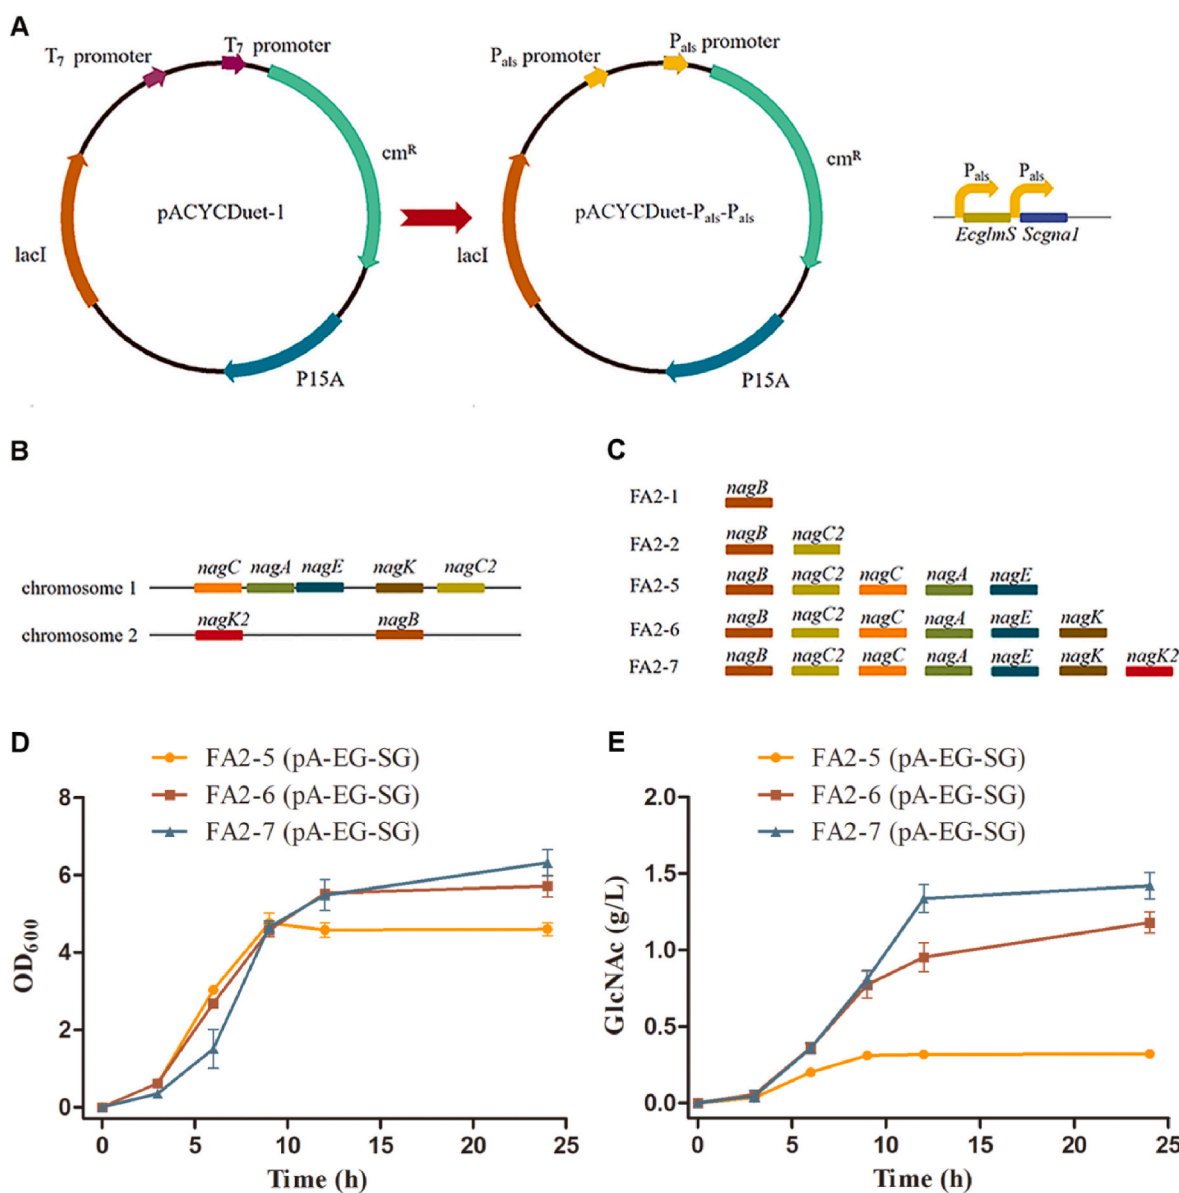 A
T7 promoter
T7 promoter
cmR
pACYCDuet-1
lacI
P15A
Pals promoter
Pals promoter
cmR
pACYCDuet-Pals-Pals
lacI
P15A
Pals Pals
EcglmS Scgna1
B
nagC nagA nagE nagK nagC2
chromosome 1
nagK2 nagB
chromosome 2
C
nagB
FA2-1
nagB nagC2
FA2-2
nagB nagC2 nagC nagA nagE
FA2-5
nagB nagC2 nagC nagA nagE nagK
FA2-6
nagB nagC2 nagC nagA nagE nagK nagK2
FA2-7
D
FA2-5 (pA-EG-SG)
FA2-6 (pA-EG-SG)
FA2-7 (pA-EG-SG)
8
6
4
2
0
OD600
0 5 10 15 20 25
Time (h)
E
FA2-5 (pA-EG-SG)
FA2-6 (pA-EG-SG)
FA2-7 (pA-EG-SG)
2.0
1.5
1.0
0.5
0.0
GlcNAc (g/L)
0 5 10 15 20 25
Time (h)